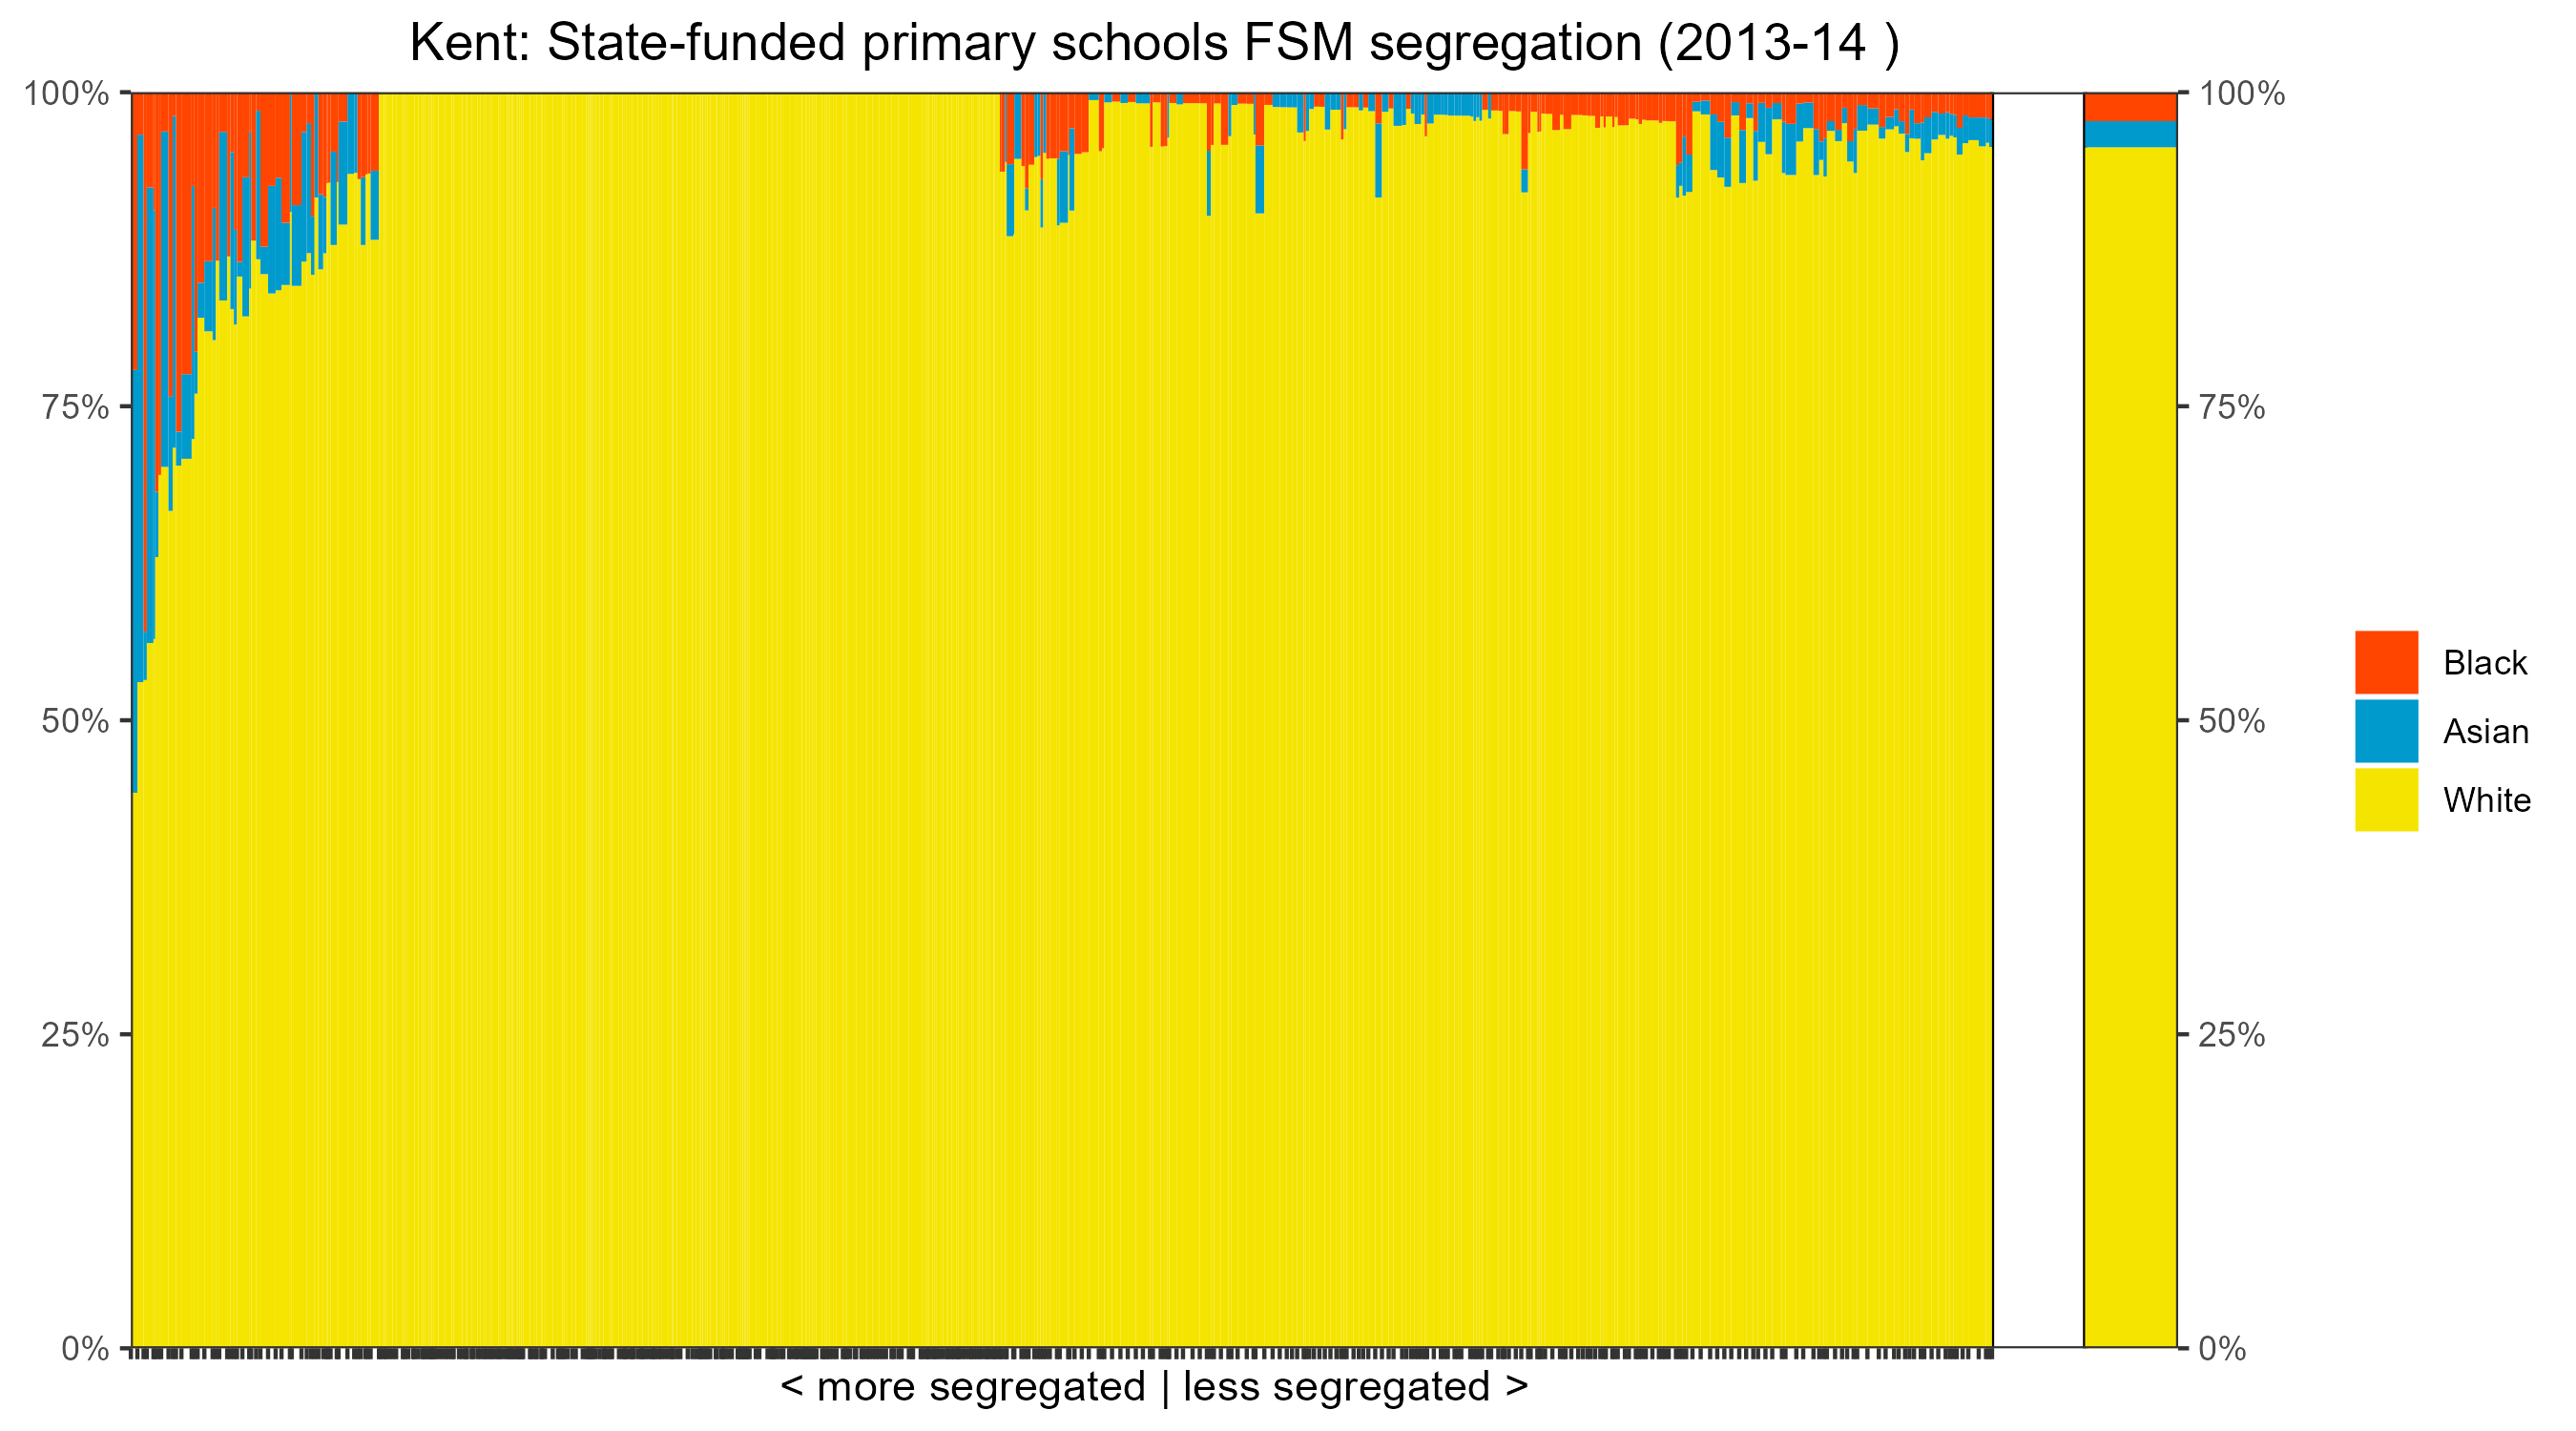 Kent: State-funded primary schools FSM segregation (2013-14 )
100%
75%
50%
25%
0%
100%
75%
50%
25%
0%
Black
Asian
White
< more segregated | less segregated >